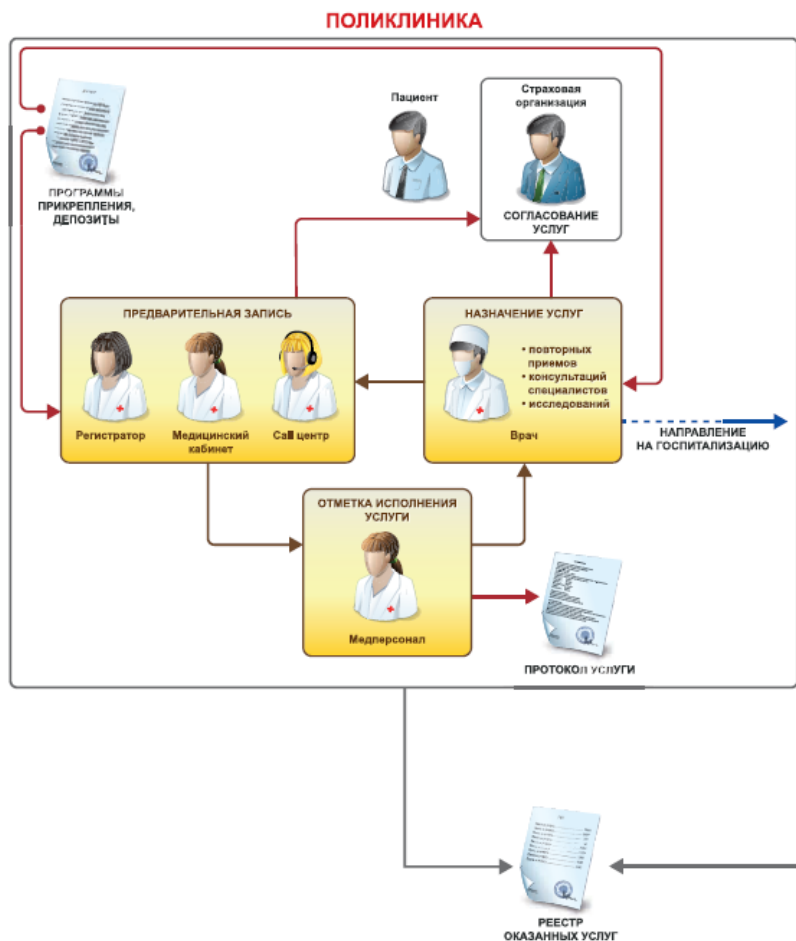 ПОЛИКЛИНИКА
Пациент
Страховая
организация
СОГЛАСОВАНИЕ
УСЛУГ
ПРОГРАММЫ
ПРИКРЕПЛЕНИЯ,
ДЕПОЗИТЫ
ПРЕДВАРИТЕЛЬНАЯ ЗАПИСЬ
Регистратор
Медицинский
кабинет
Call центр
НАЗНАЧЕНИЕ УСЛУГ
• повторных
приемов
• консультаций
специалистов
• исследований
Врач
НАПРАВЛЕНИЕ
НА ГОСПИТАЛИЗАЦИЮ
ОТМЕТКА ИСПОЛНЕНИЯ
УСЛУГИ
Медперсонал
ПРОТОКОЛ УСЛУГИ
РЕЕСТР
ОКАЗАННЫХ УСЛУГ